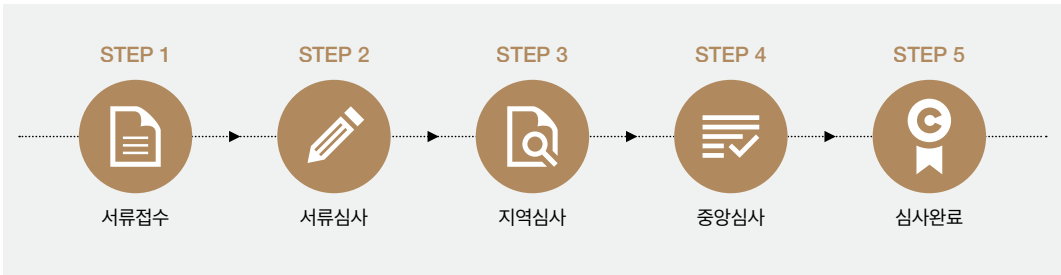 STEP 1
서류접수
STEP 2
서류심사
STEP 3
지역심사
STEP 4
중앙심사
STEP 5
C
심사완료